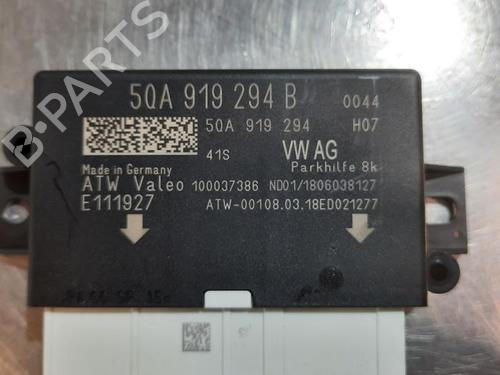 B-PARTS
5QA 919 294 B 0044
5QA 919 294 H07
41S VW AG
Parkhilfe 8k
Made in Germany
ATW Valeo 100037386 ND01/1806038127
E111927 ATW-00108.03.18ED021277